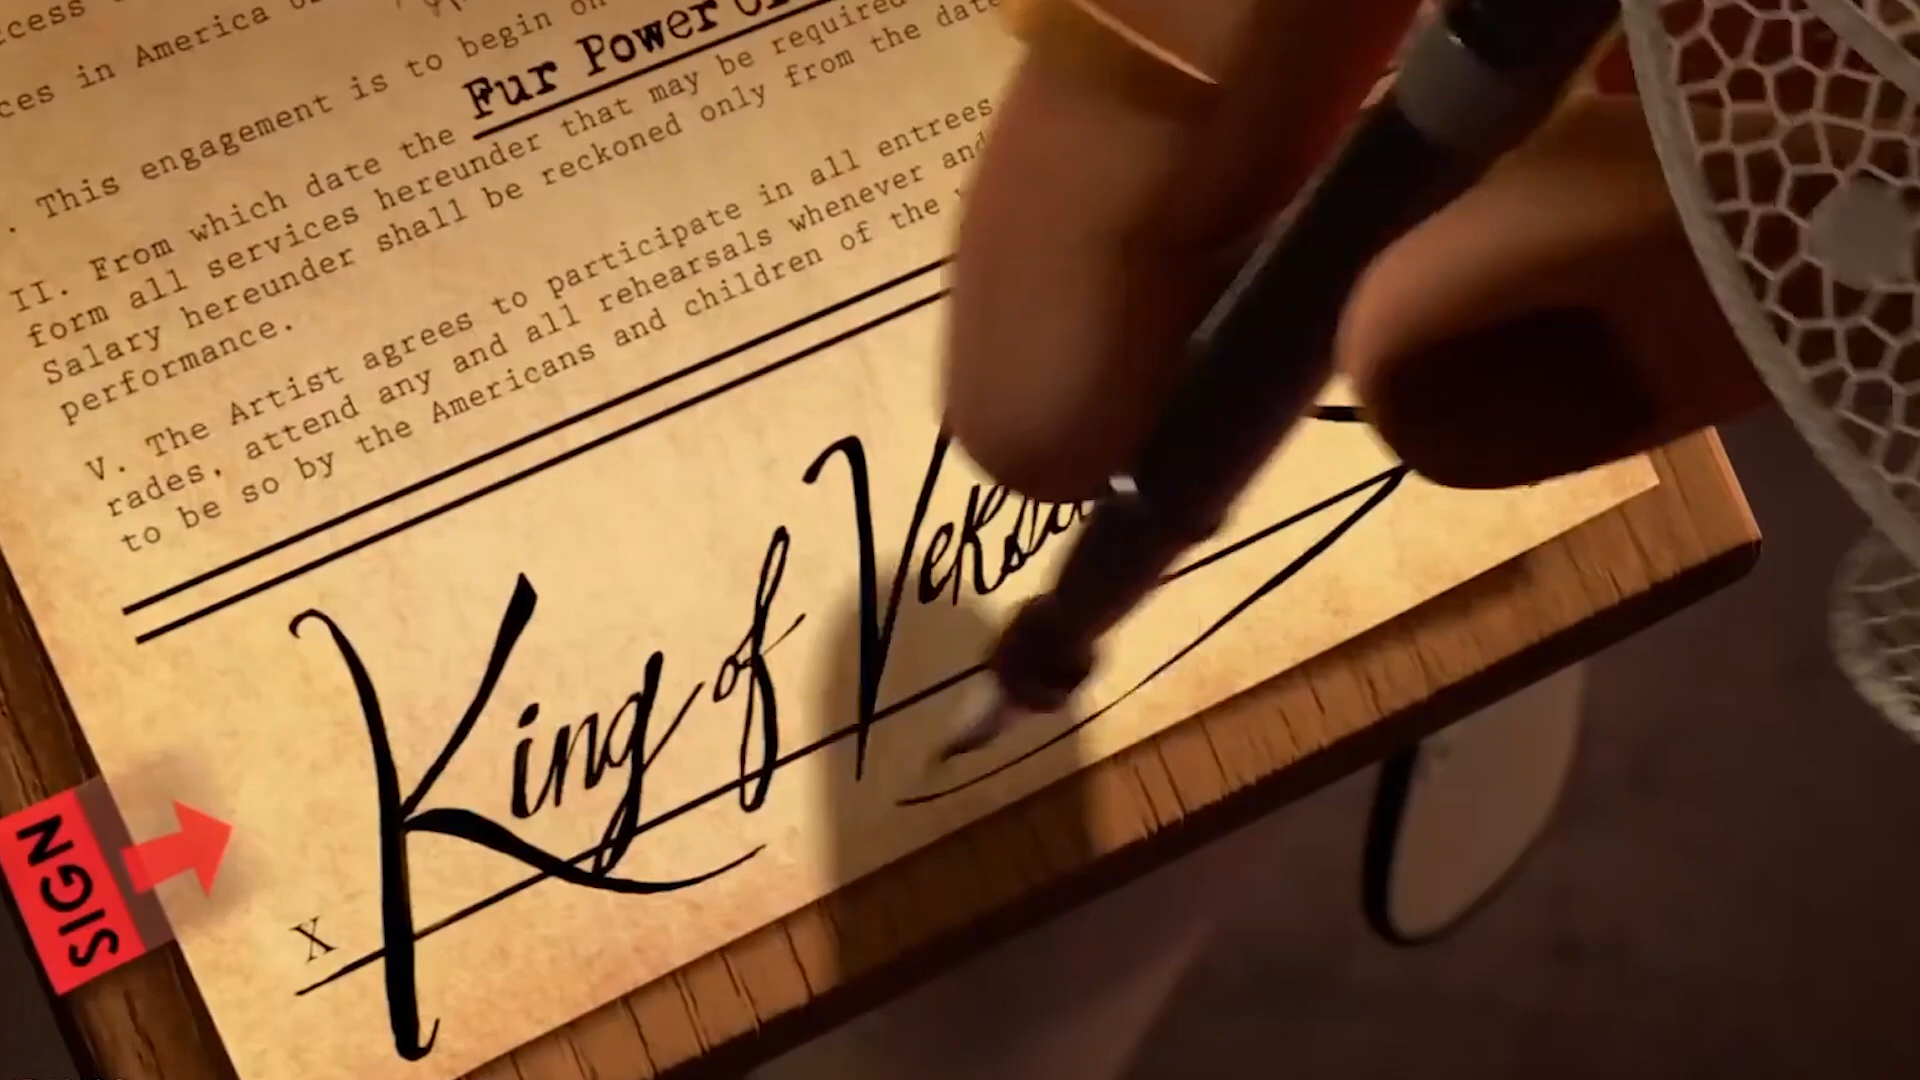 ces in America
. This engagement is to begin on
II. From which date the Fur Power
form all services hereunder that may be required
Salary hereunder shall be reckoned only from the date
performance.
V. The Artist agrees to participate in all entrees
rades, attend any and all rehearsals whenever and
to be so by the Americans and children of the
King of Versa
X
SIGN